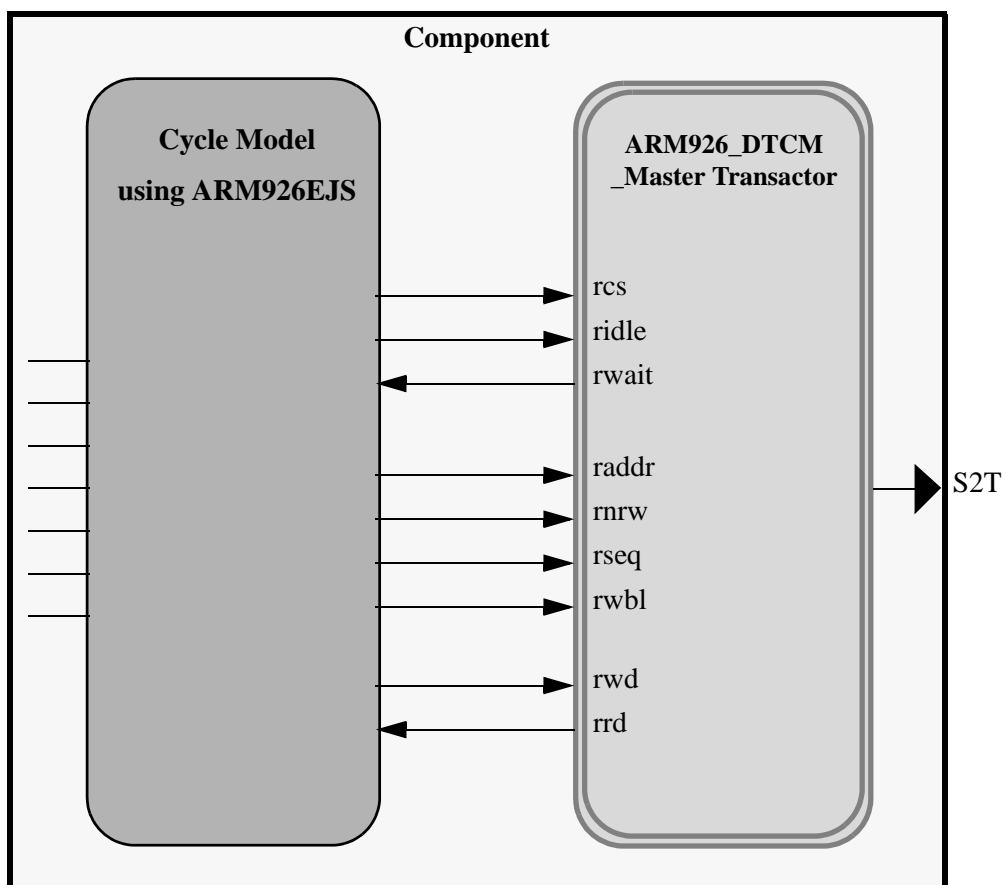 Component
Cycle Model
using ARM926EJS
ARM926_DTCM
_Master Transactor
rcs
ridle
rwait
raddr
rnrw
rseq
rwbl
rwd
rrd
S2T